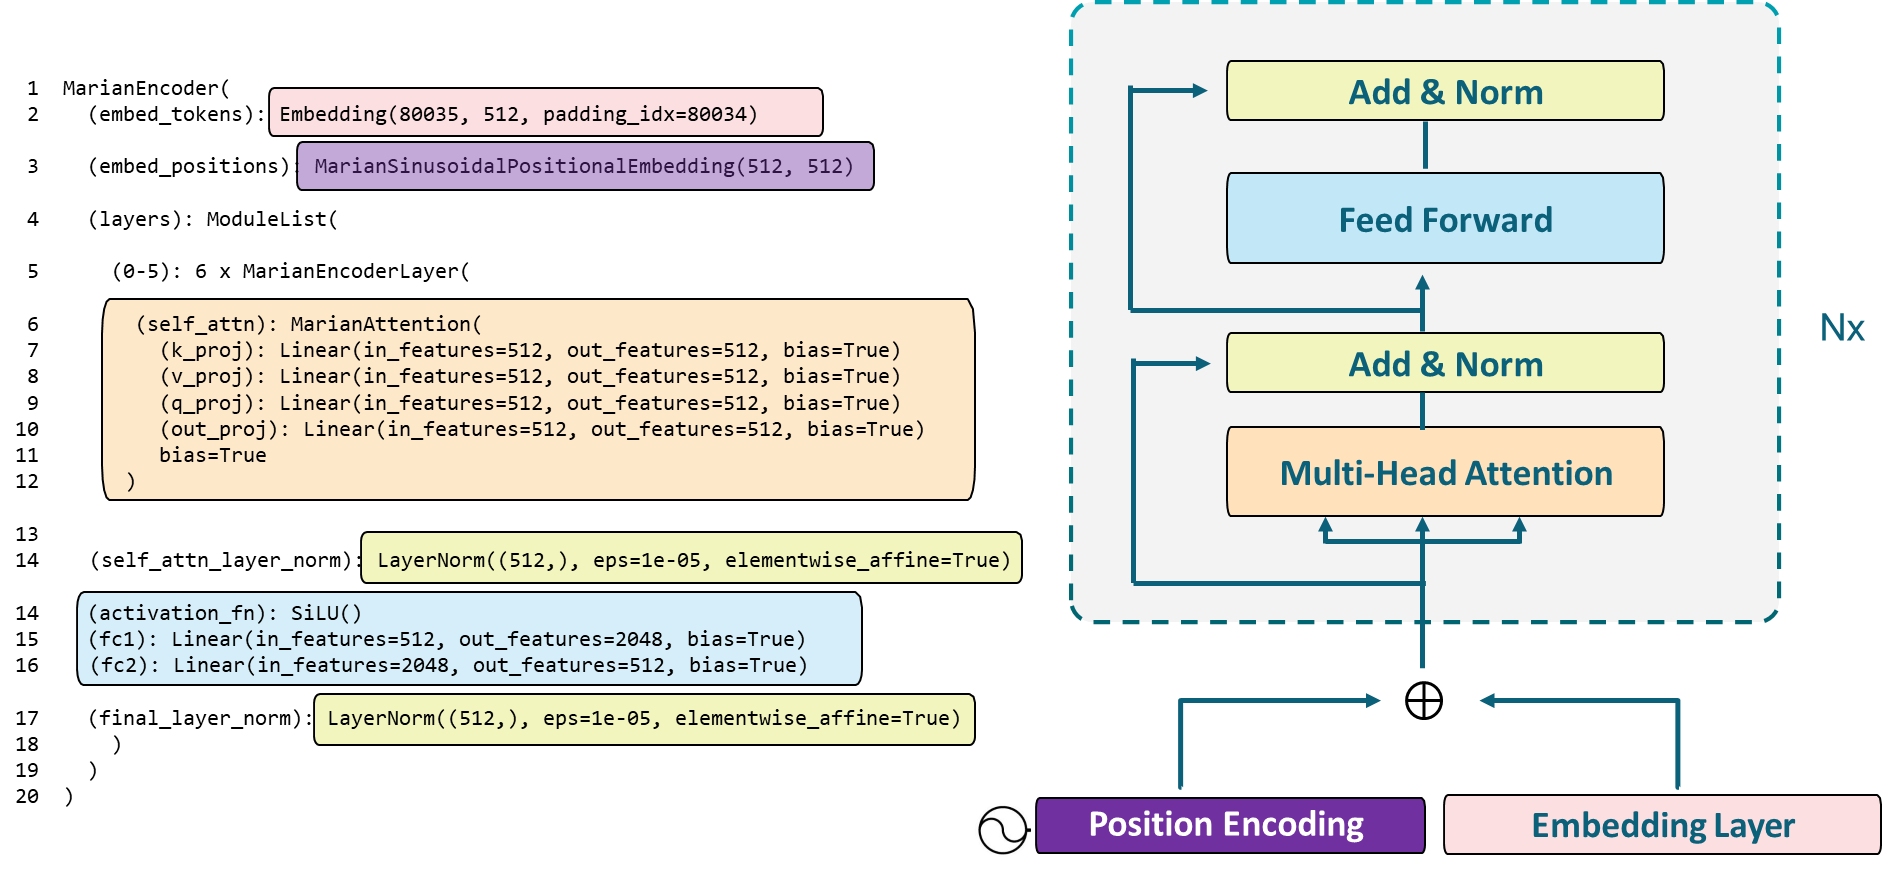 1 MarianEncoder(
2 (embed_tokens): Embedding(80035, 512, padding_idx=80034)
3 (embed_positions): MarianSinusoidalPositionalEmbedding(512, 512)
4 (layers): ModuleList(
5 (0-5): 6 x MarianEncoderLayer(
6 (self_attn): MarianAttention(
7 (k_proj): Linear(in_features=512, out_features=512, bias=True)
8 (v_proj): Linear(in_features=512, out_features=512, bias=True)
9 (q_proj): Linear(in_features=512, out_features=512, bias=True)
10 (out_proj): Linear(in_features=512, out_features=512, bias=True)
11 bias=True
12 )
13
14 (self_attn_layer_norm): LayerNorm((512,), eps=1e-05, elementwise_affine=True)
14 (activation_fn): SiLU()
15 (fc1): Linear(in_features=512, out_features=2048, bias=True)
16 (fc2): Linear(in_features=2048, out_features=512, bias=True)
17 (final_layer_norm): LayerNorm((512,), eps=1e-05, elementwise_affine=True)
18 )
19 )
20 )
Add & Norm
Feed Forward
Nx
Add & Norm
Multi-Head Attention
Position Encoding
Embedding Layer